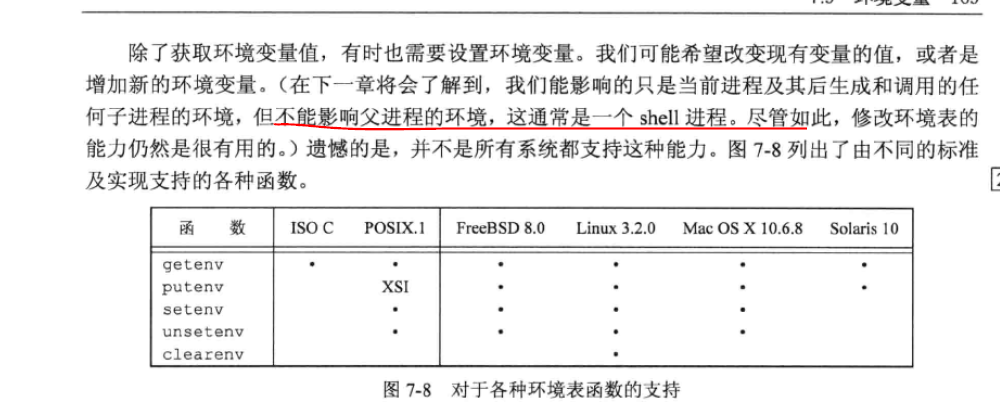 7.9 环境变量 169
除了获取环境变量值，有时也需要设置环境变量。我们可能希望改变现有变量的值，或者是
增加新的环境变量。（在下一章将会了解到，我们能影响的只是当前进程及其后生成和调用的任
何子进程的环境，但不能影响父进程的环境，这通常是一个 shell 进程。尽管如此，修改环境表的
能力仍然是很有用的。）遗憾的是，并不是所有系统都支持这种能力。图 7-8 列出了由不同的标准
及实现支持的各种函数。
函 数 ISO C POSIX.1 FreeBSD 8.0 Linux 3.2.0 Mac OS X 10.6.8 Solaris 10
getenv • • • • • •
putenv XSI • • • •
setenv • • • •
unsetenv • • • •
clearenv •
图 7-8 对于各种环境表函数的支持